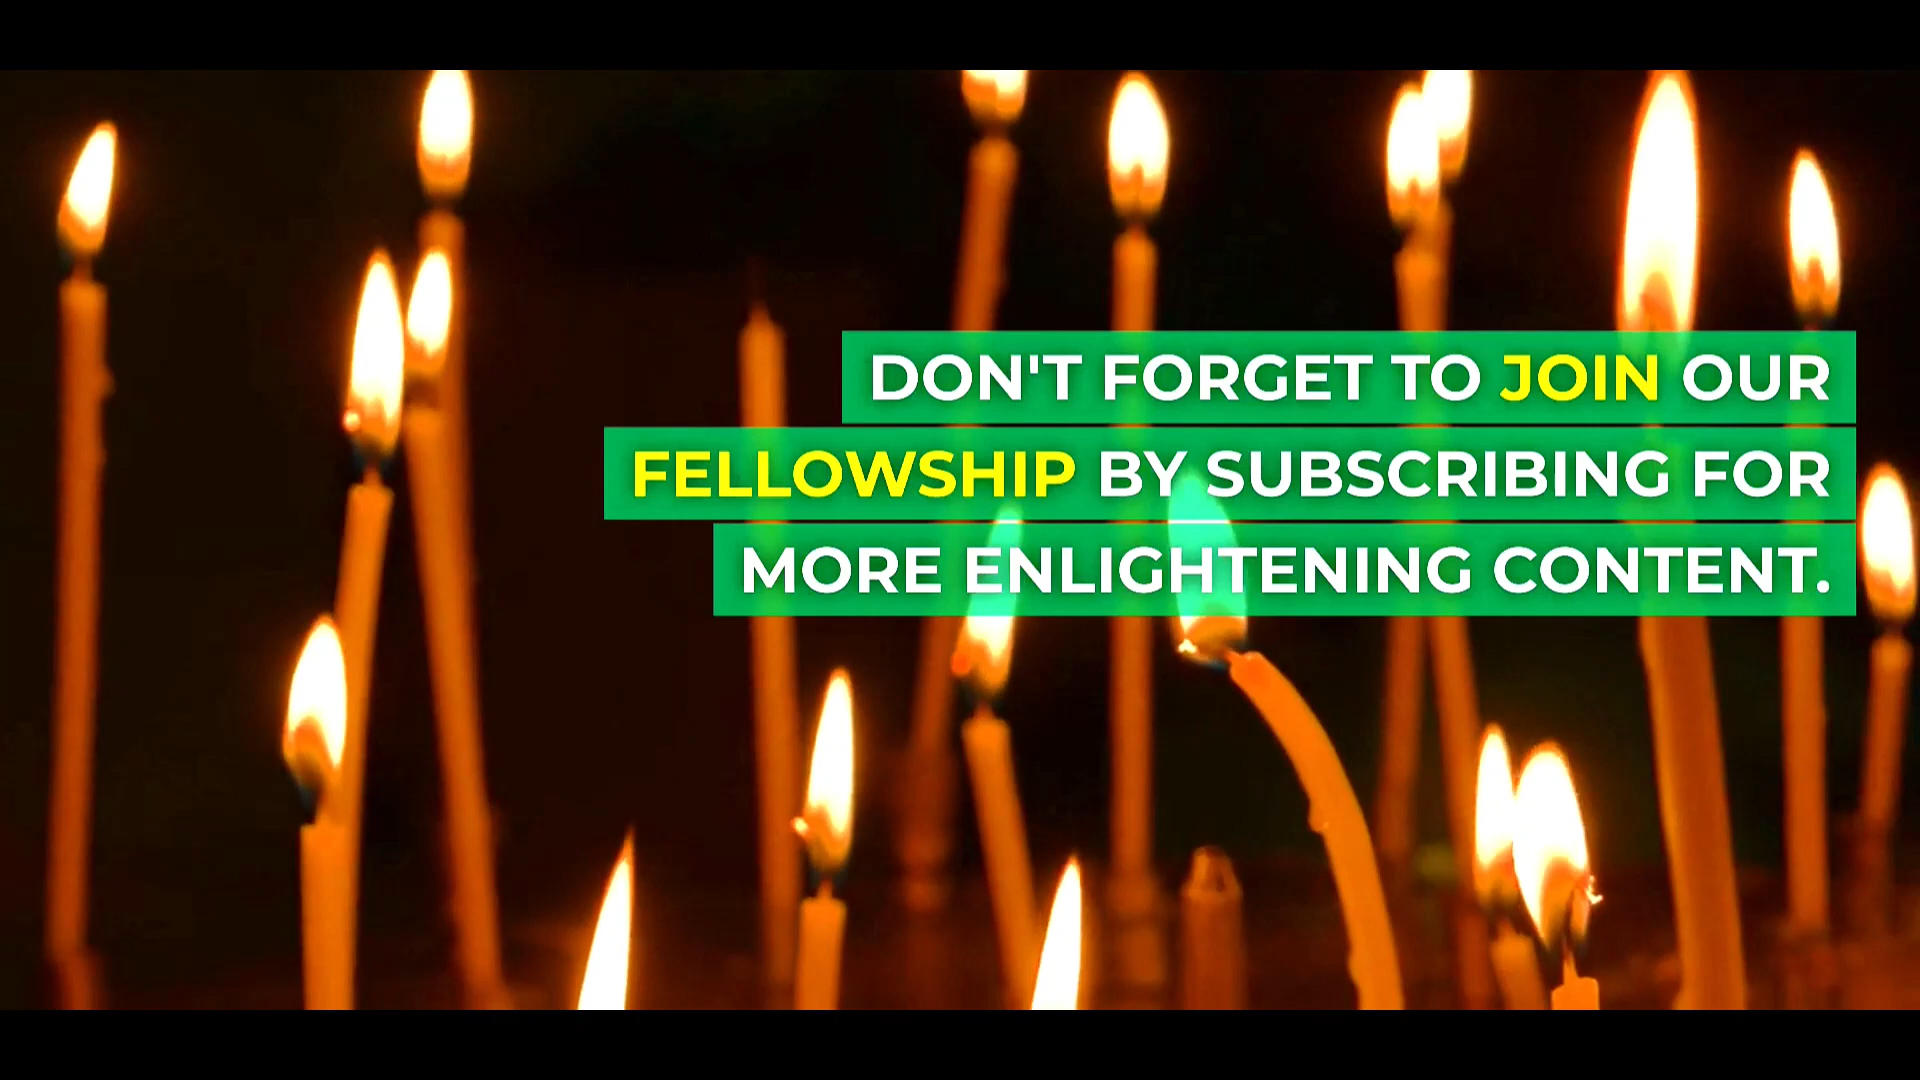 DON'T FORGET TO JOIN OUR
FELLOWSHIP BY SUBSCRIBING FOR
MORE ENLIGHTENING CONTENT.